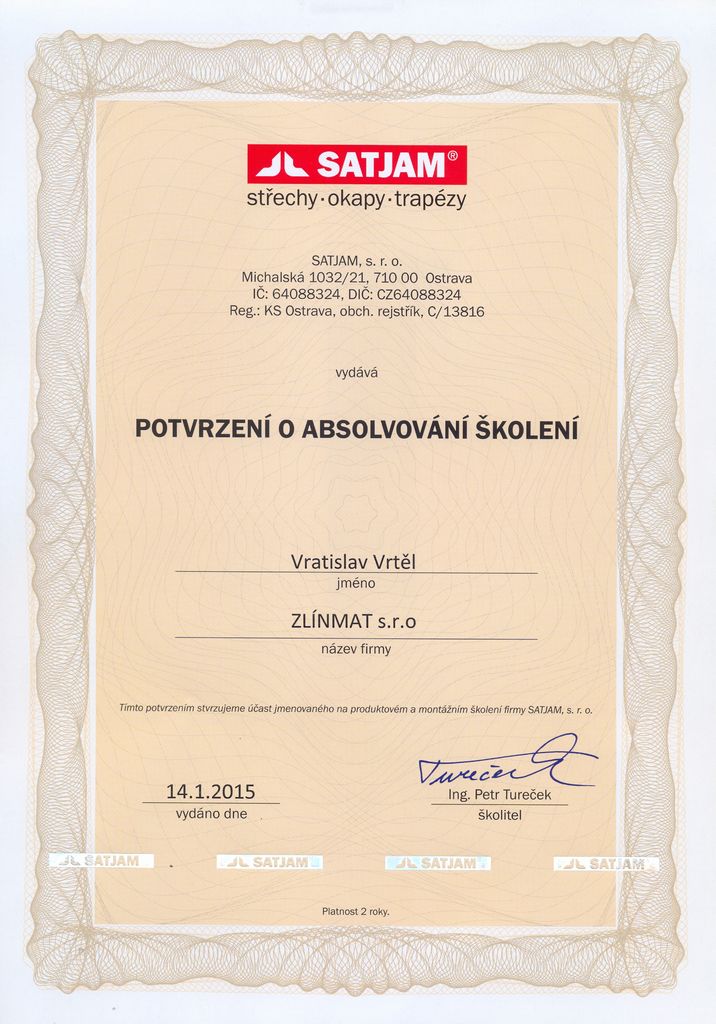 SATJAM®
střechy·okapy·trapézy
SATJAM, s. r. o.
Michalská 1032/21, 710 00 Ostrava
IČ: 64088324, DIČ: CZ64088324
Reg.: KS Ostrava, obch. rejstřík, C/13816
vydává
POTVRZENÍ O ABSOLVOVÁNÍ ŠKOLENÍ
Vratislav Vrtěl
jméno
ZLÍNMAT s.r.o
název firmy
Tímto potvrzením stvrzujeme účast jmenovaného na produktovém a montážním školení firmy SATJAM, s. r. o.
Tureček
14.1.2015
vydáno dne
Ing. Petr Tureček
školitel
SATJAM SATJAM SATJAM SATJAM
Platnost 2 roky.